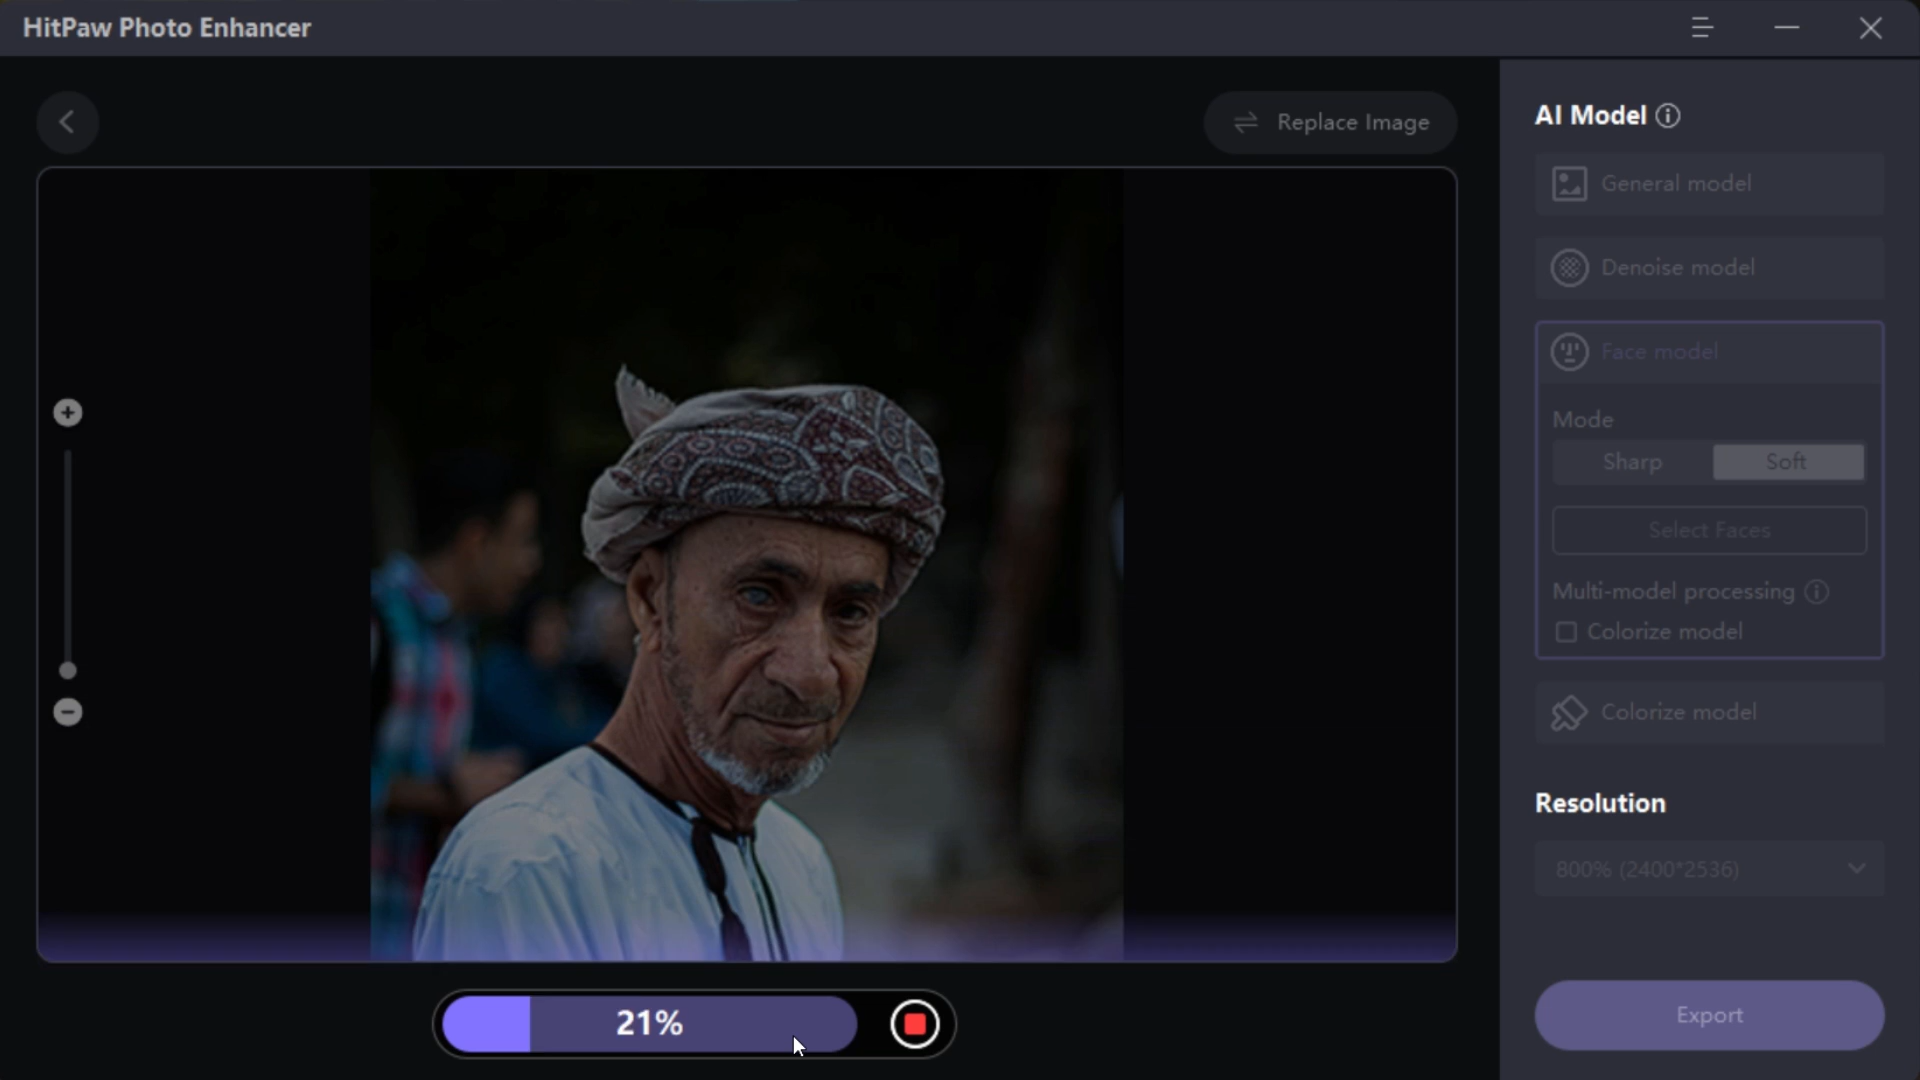 HitPaw Photo Enhancer
Replace Image
AI Model
General model
Denoise model
Face model
Mode
Sharp
Soft
Select Faces
Multi-model processing
Colorize model
Colorize model
Resolution
800% (2400*2536)
21%
Export